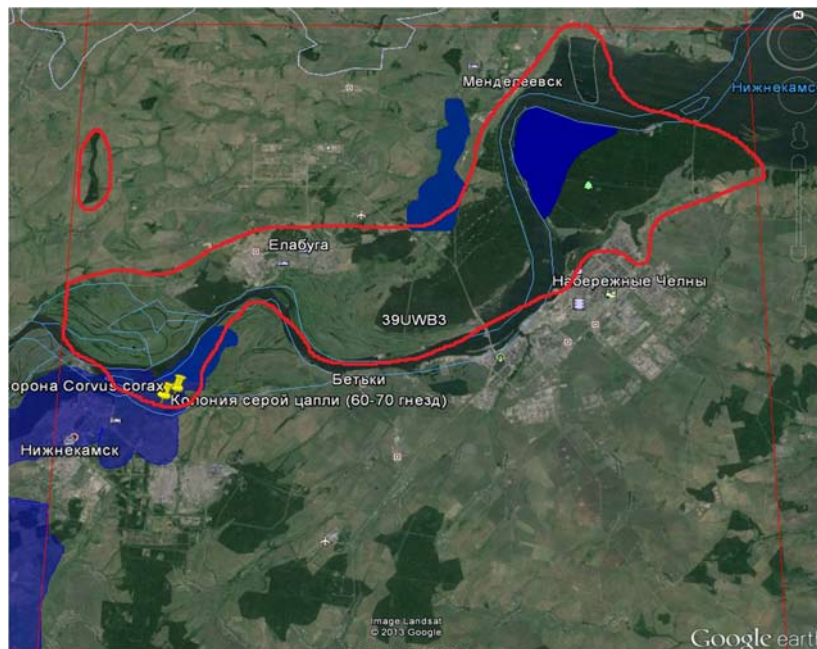 N
Менделеевск
Нижнекамс
Елабуга
Набережные Челны
39UWB3
Бетьки
орона Corvus corax
Колония серой цапли (60-70 гнезд)
Нижнекамск
Image Landsat
© 2013 Google
Google earth